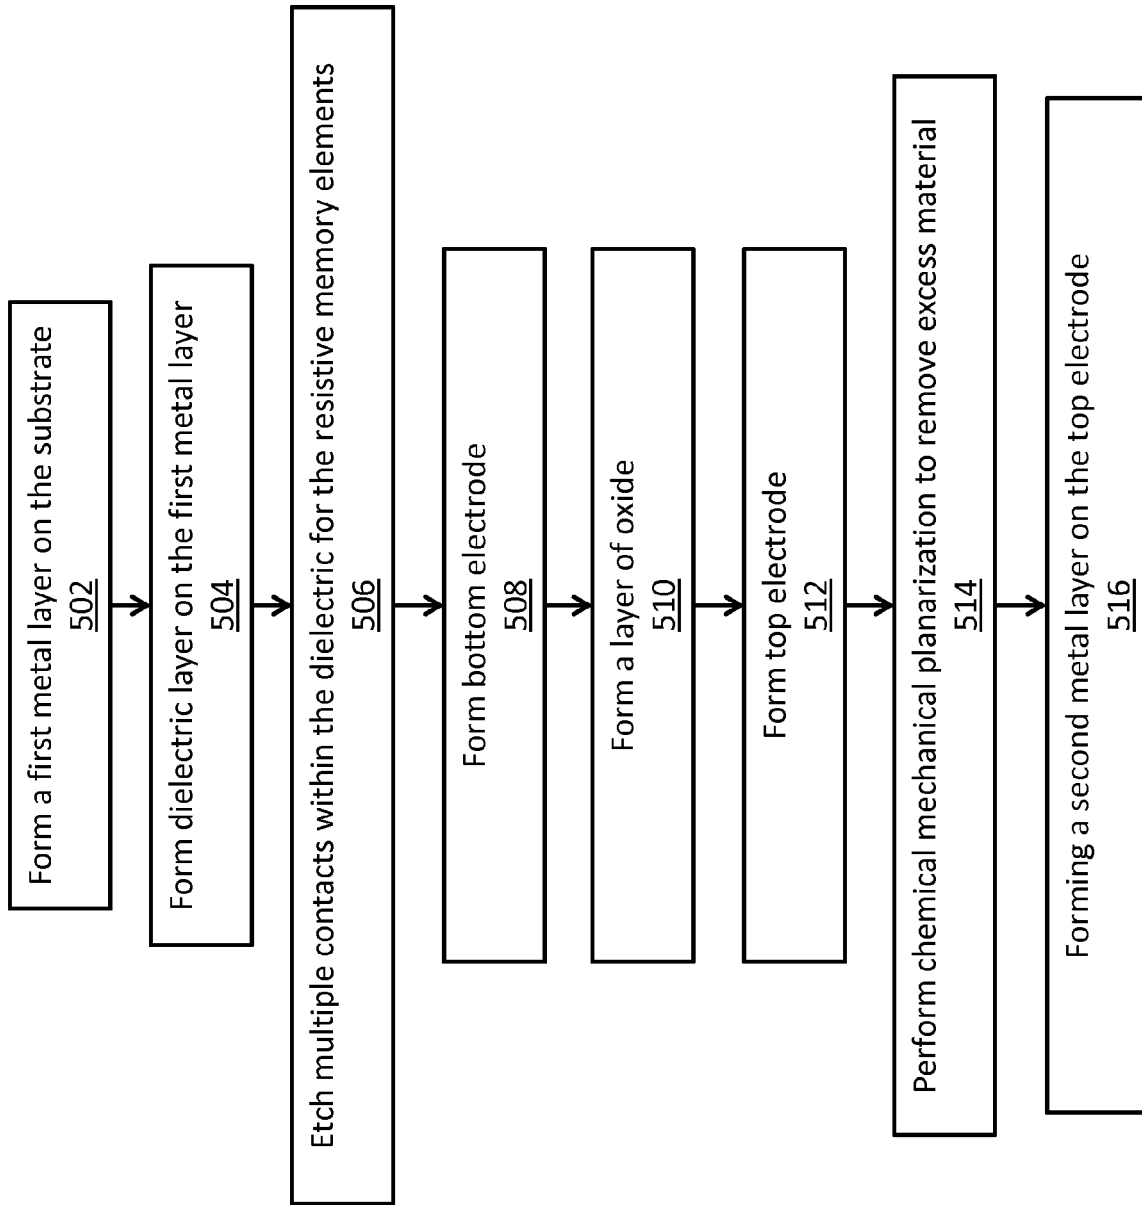 Form a first metal layer on the substrate
502
Form dielectric layer on the first metal layer
504
Etch multiple contacts within the dielectric for the resistive memory elements
506
Form bottom electrode
508
Form a layer of oxide
510
Form top electrode
512
Perform chemical mechanical planarization to remove excess material
514
Forming a second metal layer on the top electrode
516